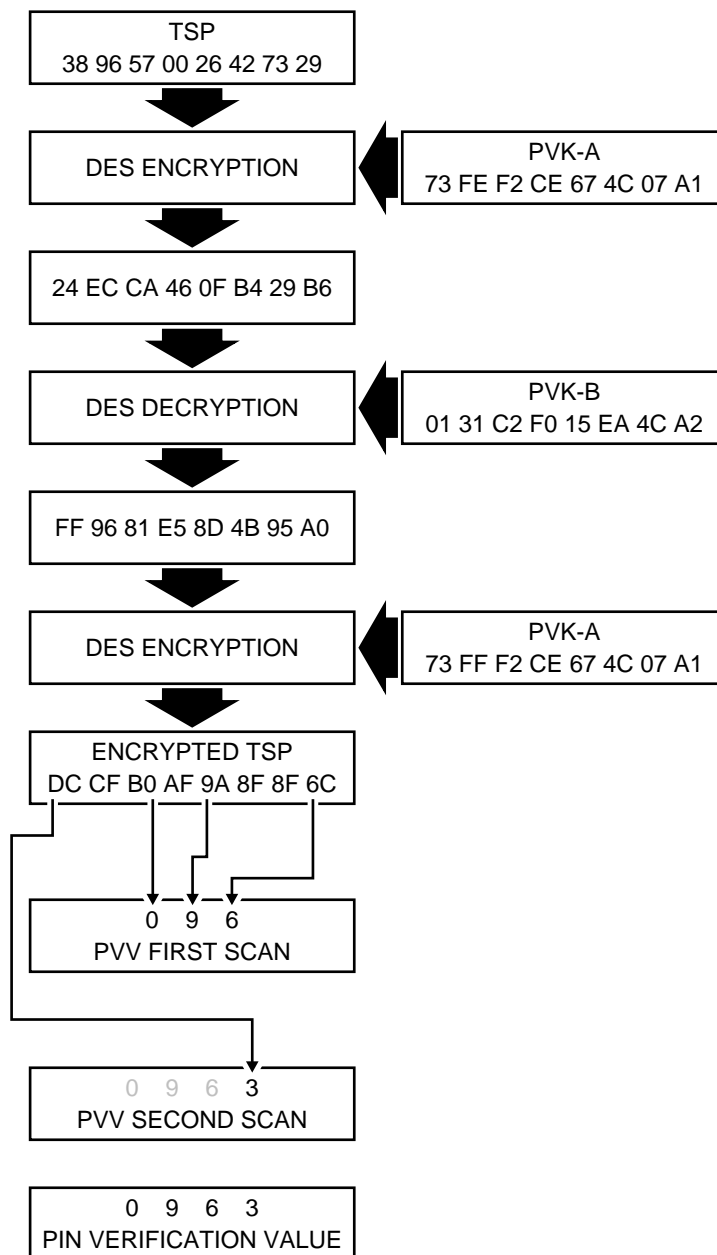 TSP
38 96 57 00 26 42 73 29
DES ENCRYPTION
PVK-A
73 FE F2 CE 67 4C 07 A1
24 EC CA 46 0F B4 29 B6
DES DECRYPTION
PVK-B
01 31 C2 F0 15 EA 4C A2
FF 96 81 E5 8D 4B 95 A0
DES ENCRYPTION
PVK-A
73 FF F2 CE 67 4C 07 A1
ENCRYPTED TSP
DC CF B0 AF 9A 8F 8F 6C
0 9 6
PVV FIRST SCAN
0 9 6 3
PVV SECOND SCAN
0 9 6 3
PIN VERIFICATION VALUE